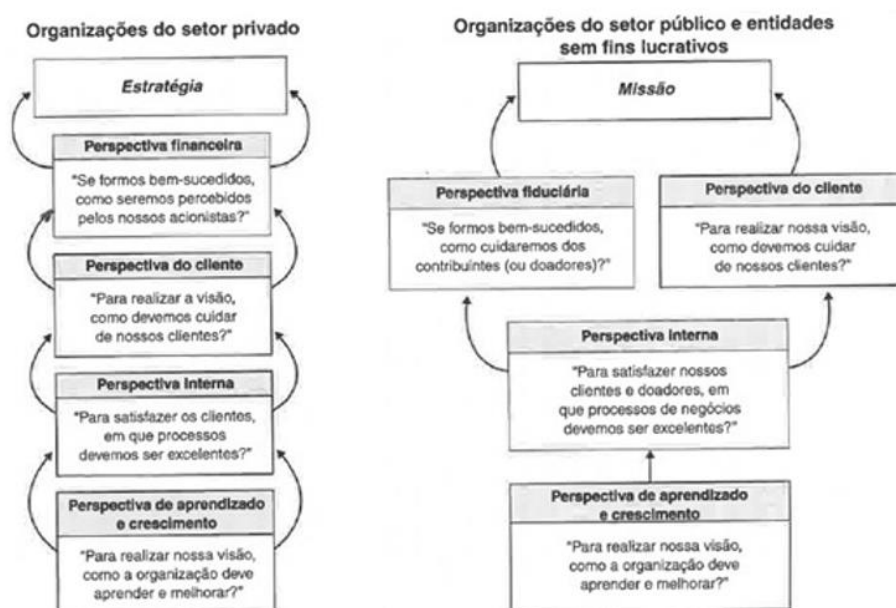 Organizações do setor privado
Estratégia
Perspectiva financeira
"Se formos bem-sucedidos,
como seremos percebidos
pelos nossos acionistas?"
Perspectiva do cliente
"Para realizar a visão,
como devemos cuidar
de nossos clientes?"
Perspectiva Interna
"Para satisfazer os clientes,
em que processos
devemos ser excelentes?"
Perspectiva de aprendizado
e crescimento
"Para realizar nossa visão,
como a organização deve
aprender e melhorar?"
Organizações do setor público e entidades
sem fins lucrativos
Missão
Perspectiva fiduciária
"Se formos bem-sucedidos,
como cuidaremos dos
contribuintes (ou doadores)?"
Perspectiva do cliente
"Para realizar nossa visão,
como devemos cuidar
de nossos clientes?"
Perspectiva Interna
"Para satisfazer nossos
clientes e doadores, em
que processos de negócios
devemos ser excelentes?"
Perspectiva de aprendizado
e crescimento
"Para realizar nossa visão,
como a organização deve
aprender e melhorar?"